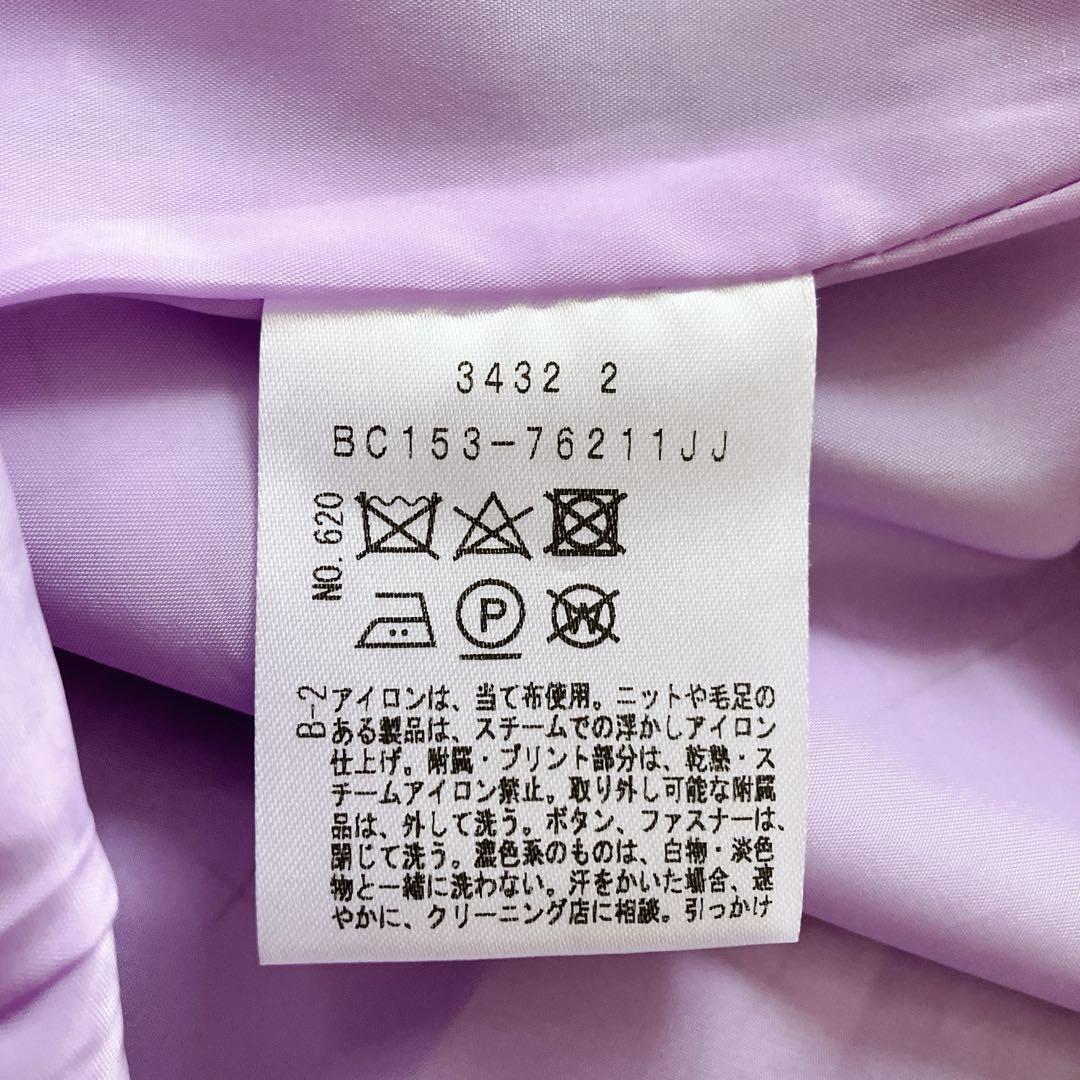 3432 2
BC153-76211JJ
NO.620
P
W
B-2
アイロンは、当て布使用。ニットや毛足の
ある製品は、スチームでの浮かしアイロン
仕上げ。附属・プリント部分は、乾熱・ス
チームアイロン禁止。取り外し可能な附属
品は、外して洗う。ボタン、ファスナーは、
閉じて洗う。濃色系のものは、白物・淡色
物と一緒に洗わない。汗をかいた場合、速
やかに、クリーニング店に相談。引っかけ